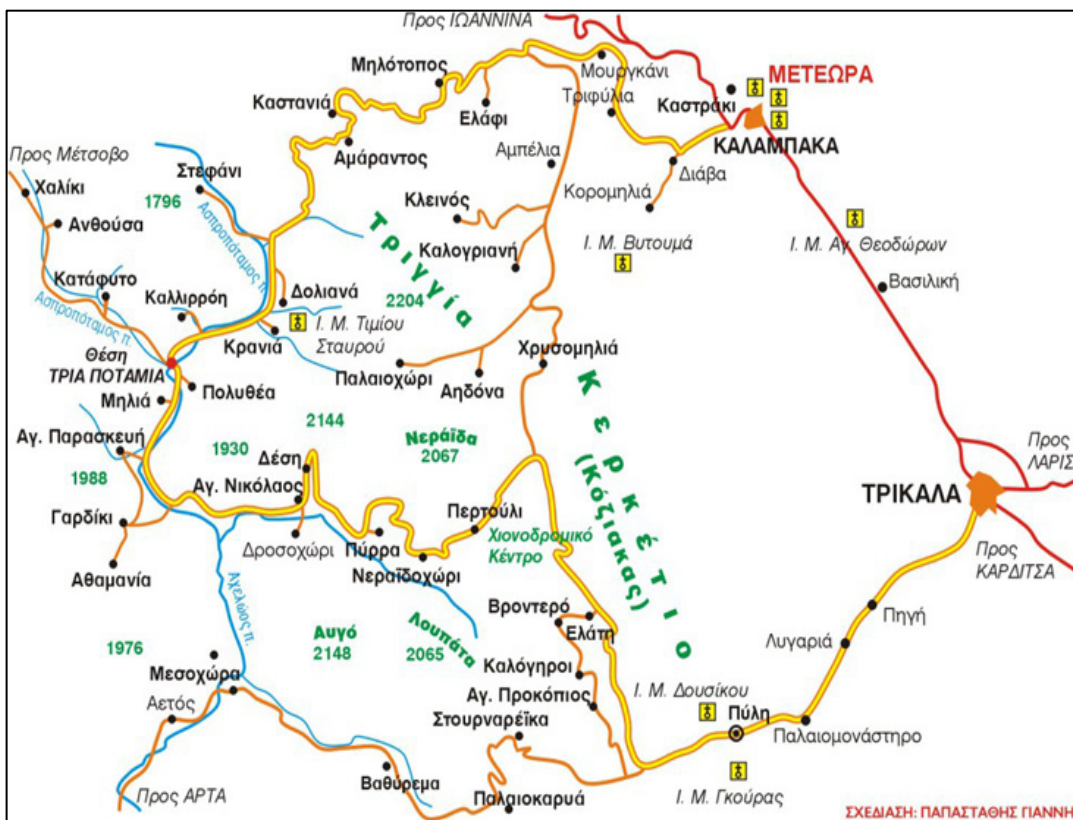 Προς ΙΩΑΝΝΙΝΑ
Μουργκάνι
ΜΕΤΕΩΡΑ
Μηλότοπος
Καστράκι
Καστανιά
Τριφύλια
Ελάφι
ΚΑΛΑΜΠΑΚΑ
Αμάραντος
Αμπέλια
Διάβα
Προς Μέτσοβο
Στεφάνι
Χαλίκι
1796
Κορομηλιά
Κλεινός
Ανθούσα
Ασπροπόταμος π.
Τριγγία
2204
Ι. Μ. Βυτουμά
Ι. Μ. Αγ. Θεοδώρων
Καλογριανή
Βασιλική
Κατάφυτο
Καλλιρρόη
Δολιανά
Ασπροπόταμος π.
Ι. Μ. Τιμίου
Σταυρού
Κρανιά
Χρυσομηλιά
Θέση
ΤΡΙΑ ΠΟΤΑΜΙΑ
Παλαιοχώρι
Αηδόνα
Πολυθέα
Μηλιά
Κερκέτιο
(Κόζιακας)
2144
Αγ. Παρασκευή
1930
Νεράϊδα
2067
Προς
ΛΑΡΙΣ
Δέση
1988
Αγ. Νικόλαος
ΤΡΙΚΑΛΑ
Γαρδίκι
Περτούλι
Χιονοδρομικό
Κέντρο
Δροσοχώρι
Πύρρα
Νεραϊδοχώρι
Προς
ΚΑΡΔΙΤΣΑ
Αθαμανία
Αχελώος π.
Βροντερό
Πηγή
Ελάτη
Αυγό
2148
Λουπάτα
2065
Λυγαριά
1976
Μεσοχώρα
Καλόγηροι
Αετός
Αγ. Προκόπιος
Ι. Μ. Δουσίκου
Στουρναρέϊκα
Πύλη
Παλαιομονάστηρο
Βαθύρεμα
Προς ΑΡΤΑ
Παλαιοκαρυά
Ι. Μ. Γκούρας
ΣΧΕΔΙΑΣΗ: ΠΑΠΑΣΤΑΘΗΣ ΓΙΑΝΝΗ